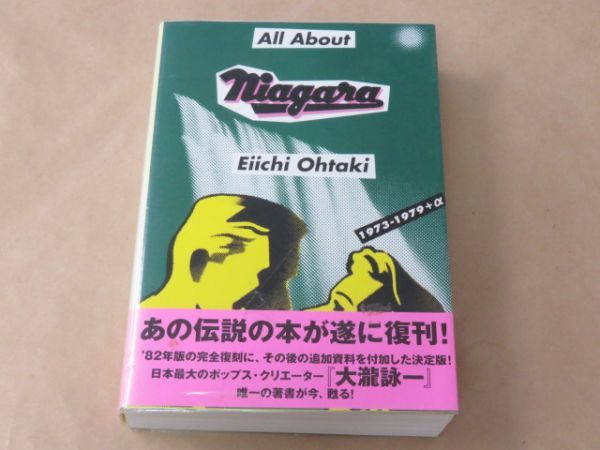 All About
Niagara
Eiichi Ohtaki
1973-1979+α
あの伝説の本が遂に復刊!
'82年版の完全復刻に、その後の追加資料を付加した決定版!
日本最大のポップス・クリエーター『大瀧詠一』
唯一の著書が今、甦る!